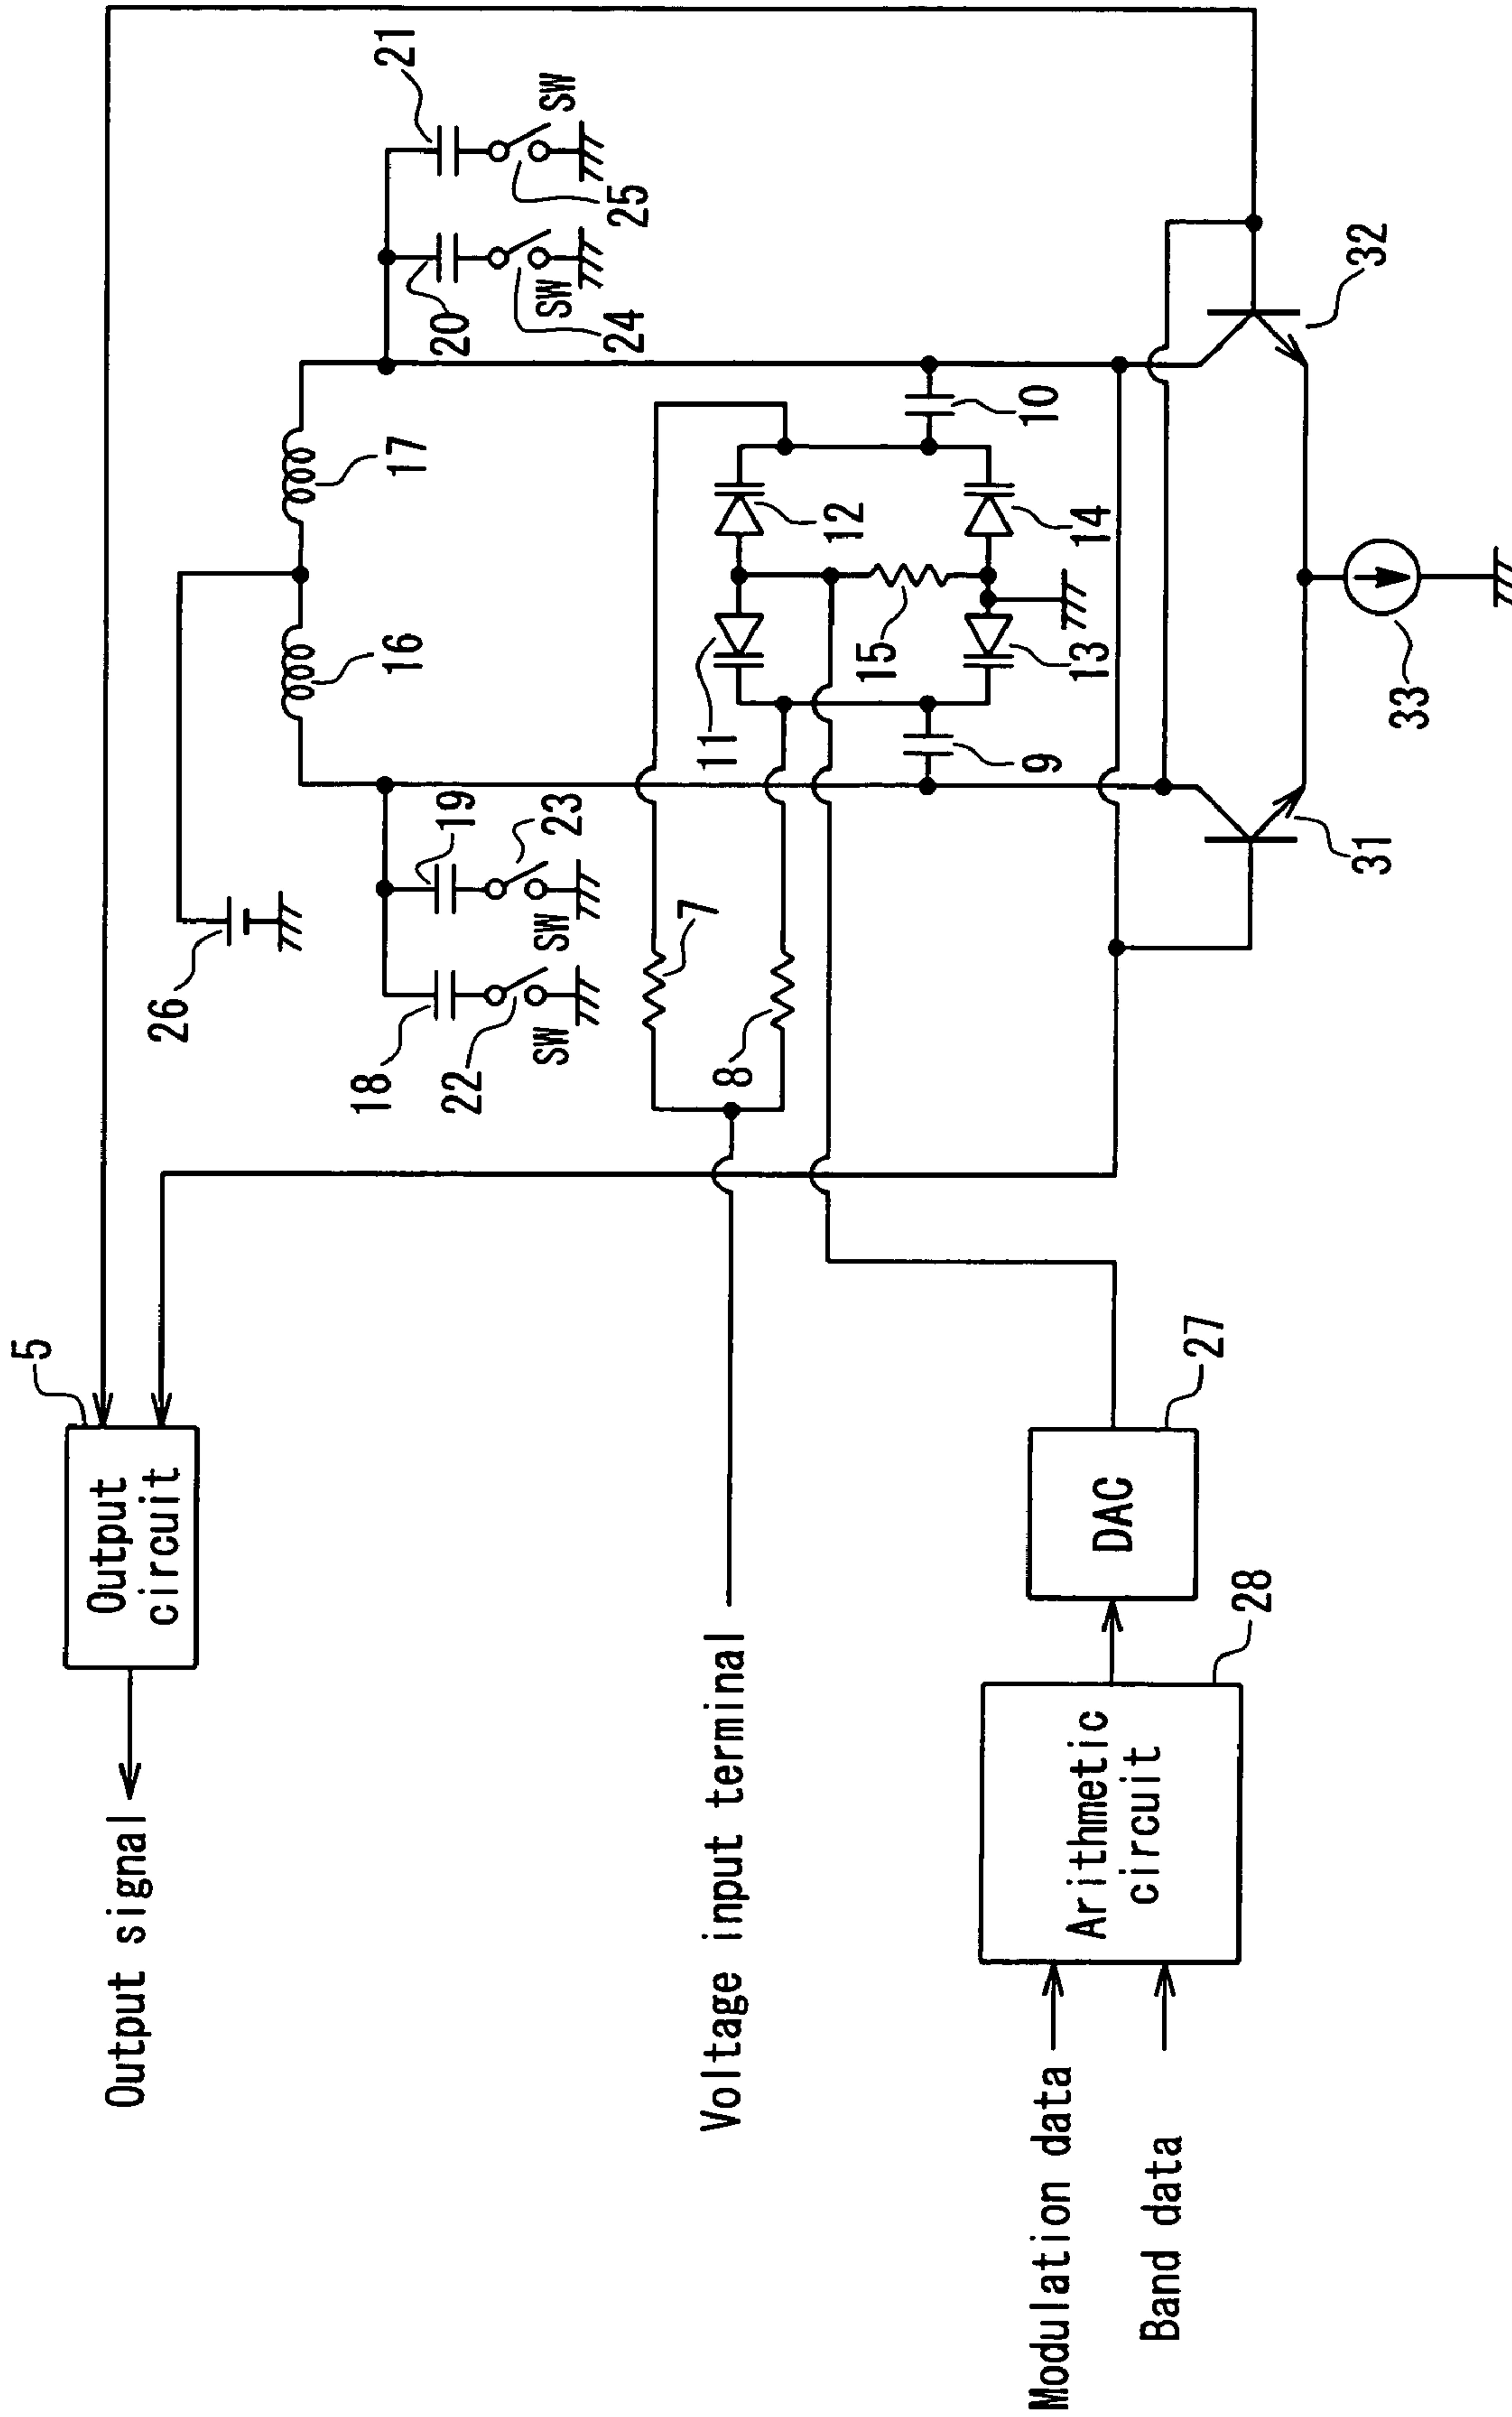 Output signal
Output
circuit
5
26
16
17
18
19
20
21
22
23
24
25
SW
SW
SW
SW
Voltage input terminal
7
8
11
12
15
13
14
9
10
Modulation data
Band data
Arithmetic
circuit
28
DAC
27
31
32
33